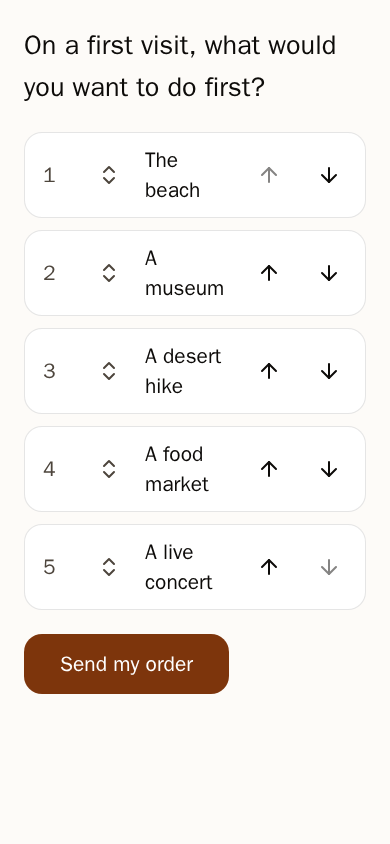 On a first visit, what would
you want to do first?
1
The
beach
2
A
museum
3
A desert
hike
4
A food
market
5
A live
concert
Send my order